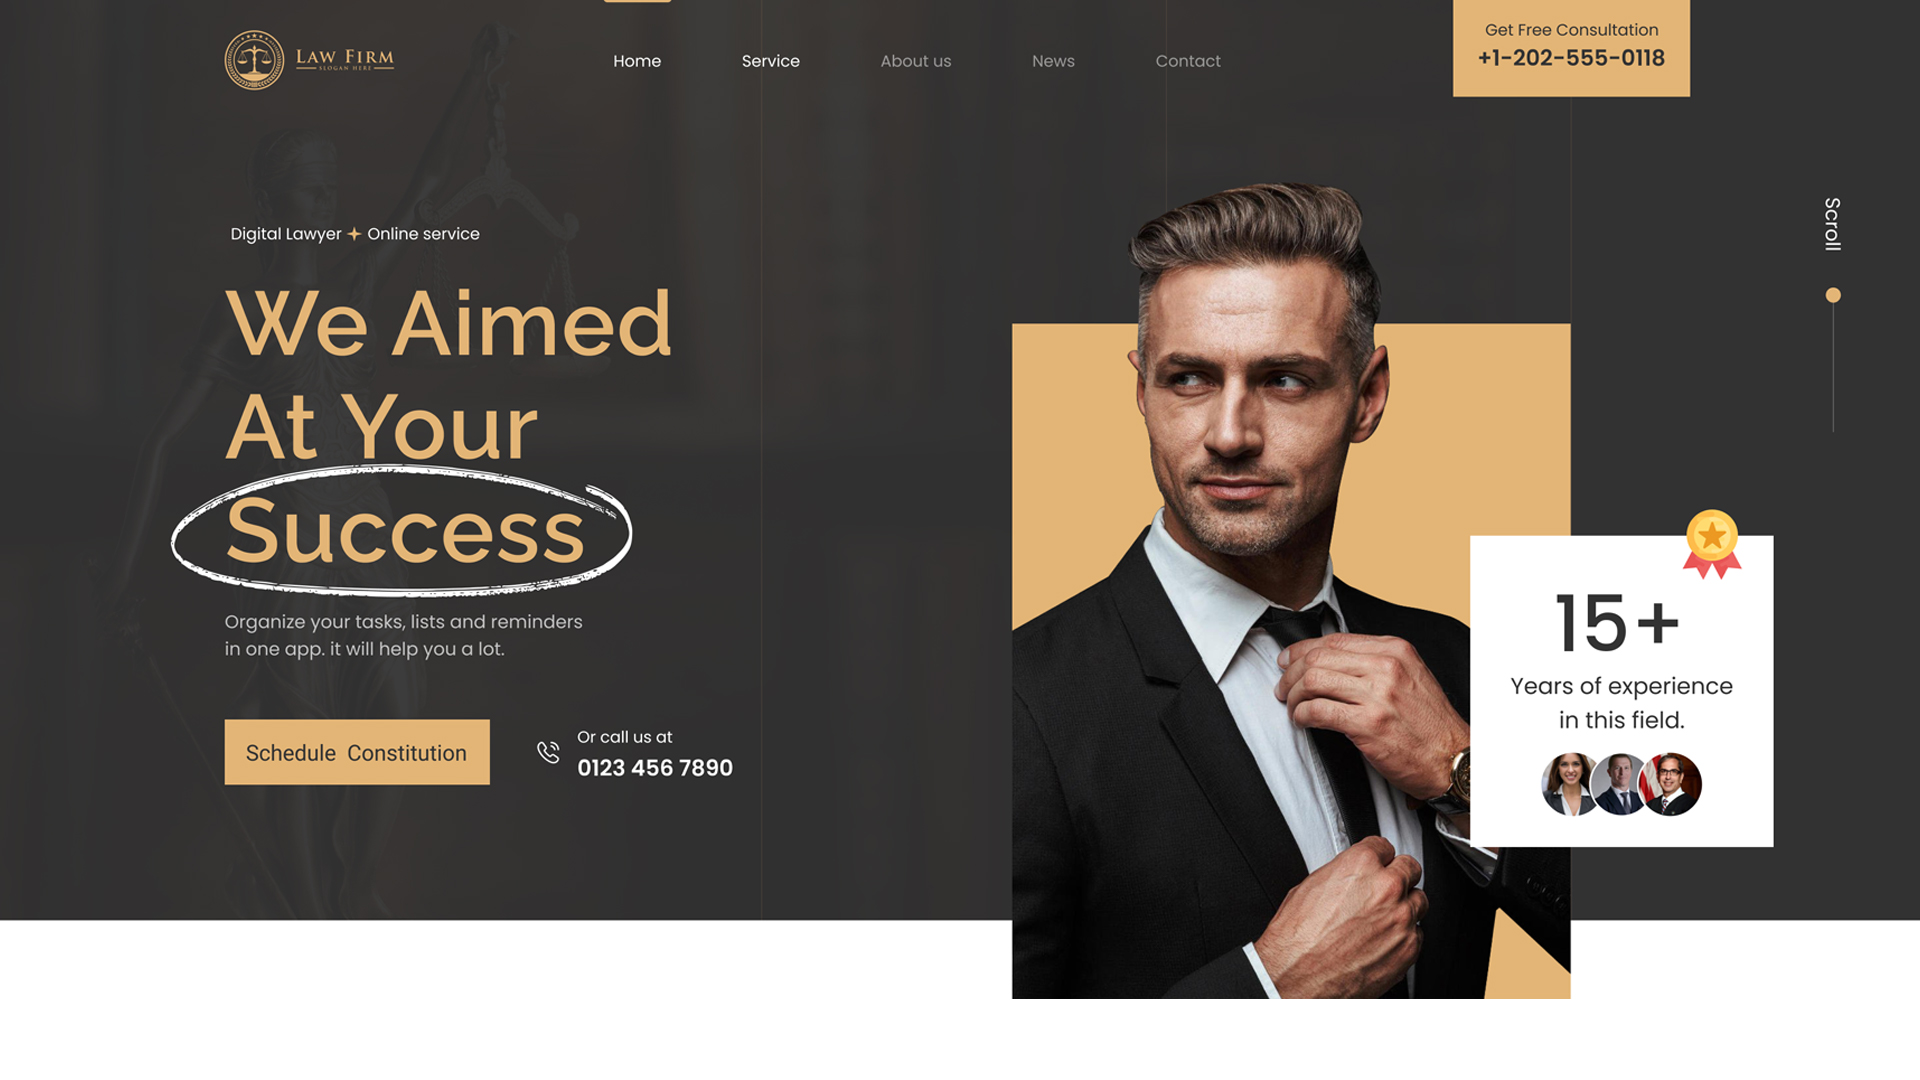 LAW FIRM
SLOGAN HERE
Home
Service
About us
News
Contact
Get Free Consultation
+1-202-555-0118
Scroll
Digital Lawyer Online service
We Aimed
At Your
Success
Organize your tasks, lists and reminders
in one app. it will help you a lot.
Schedule Constitution
Or call us at
0123 456 7890
15+
Years of experience
in this field.